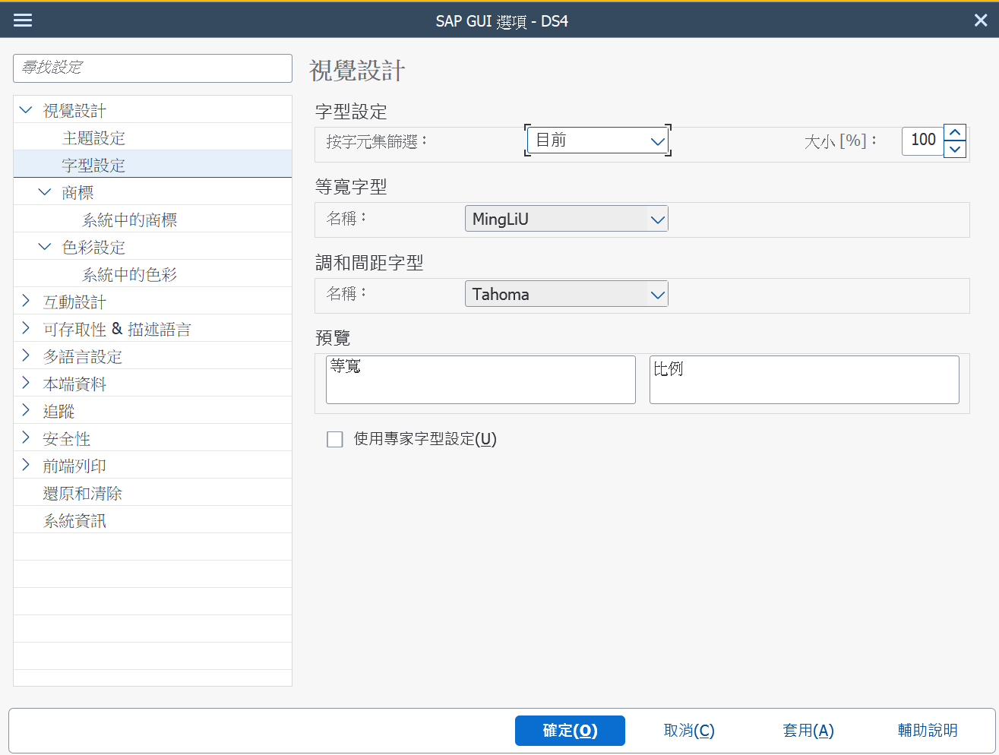 SAP GUI 選項 - DS4
尋找設定
視覺設計
主題設定
字型設定
商標
系統中的商標
色彩設定
系統中的色彩
互動設計
可存取性 & 描述語言
多語言設定
本端資料
追蹤
安全性
前端列印
還原和清除
系統資訊
視覺設計
字型設定
按字元集篩選： 目前 大小 [%]： 100
等寬字型
名稱： MingLiU
調和間距字型
名稱： Tahoma
預覽
等寬 比例
使用專家字型設定(U)
確定(O) 取消(C) 套用(A) 輔助說明